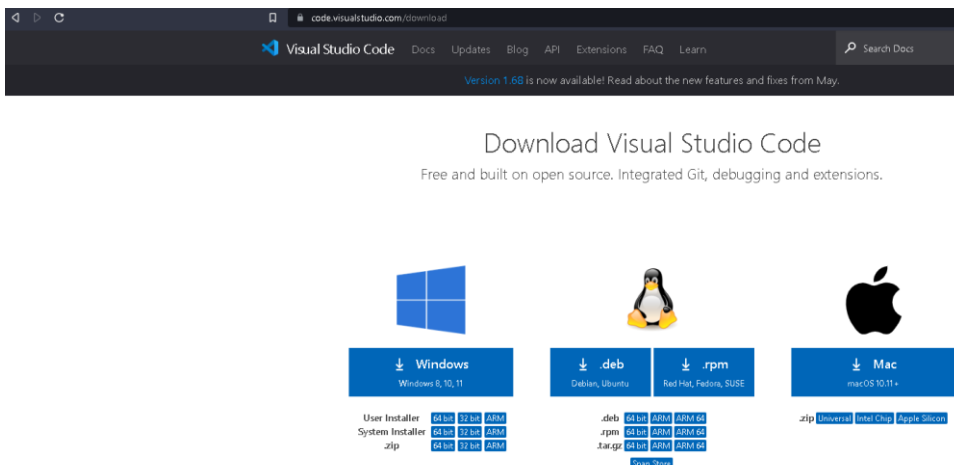 code.visualstudio.com/download
Visual Studio Code Docs Updates Blog API Extensions FAQ Learn Search Docs
Version 1.68 is now available! Read about the new features and fixes from May.
Download Visual Studio Code
Free and built on open source. Integrated Git, debugging and extensions.
Windows .deb .rpm Mac
Windows 8, 10, 11 Debian, Ubuntu Red Hat, Fedora, SUSE macOS 10.11+
User Installer 64 bit 32 bit ARM .deb 64 bit ARM ARM 64 .zip Universal Intel Chip Apple Silicon
System Installer 64 bit 32 bit ARM .rpm 64 bit ARM ARM 64
.zip 64 bit 32 bit ARM .tar.gz 64 bit ARM ARM 64
Snap Store